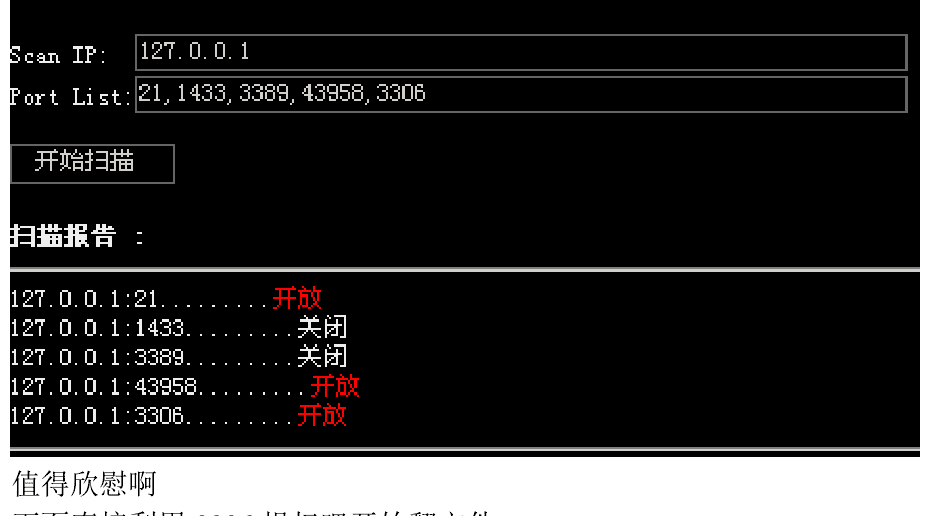 Scan IP: 127.0.0.1
Port List: 21,1433,3389,43958,3306
开始扫描
扫描报告 :
127.0.0.1:21.........开放
127.0.0.1:1433.........关闭
127.0.0.1:3389.........关闭
127.0.0.1:43958.........开放
127.0.0.1:3306.........开放
值得欣慰啊